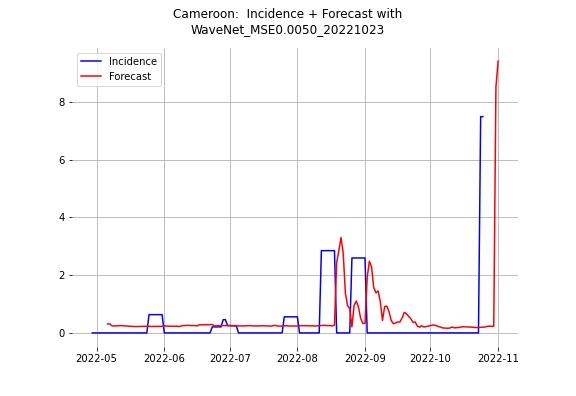 Cameroon:  Incidence + Forecast with
WaveNet_MSE0.0050_20221023
Incidence
Forecast
8
6
4
2
0
2022-05 2022-06 2022-07 2022-08 2022-09 2022-10 2022-11